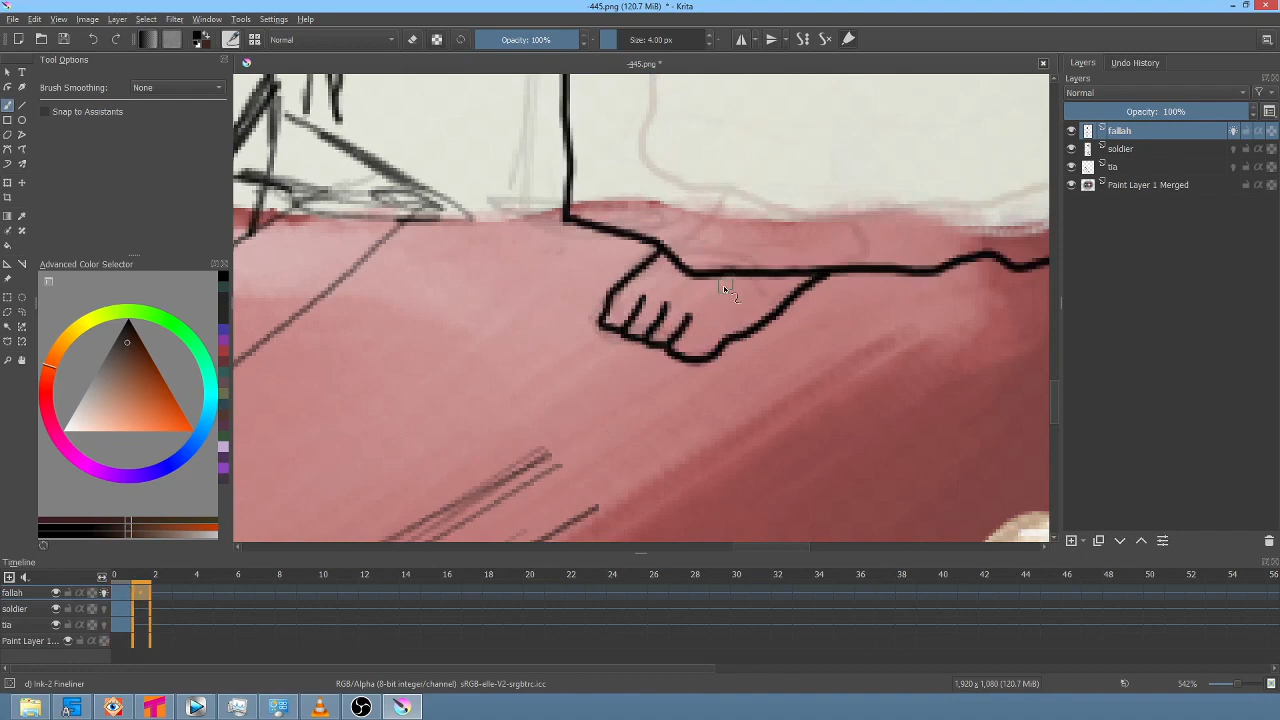 -445.png (120.7 MiB) * - Krita
File Edit View Image Layer Select Filter Window Tools Settings Help
Normal Opacity: 100% Size: 4.00 px
Tool Options
-445.png *
Layers Undo History
Brush Smoothing: None
Layers
Snap to Assistants
Normal
Opacity: 100%
fallah
soldier
tia
Paint Layer 1 Merged
Advanced Color Selector
Timeline
0 2 4 6 8 10 12 14 16 18 20 22 24 26 28 30 32 34 36 38 40 42 44 46 48 50 52 54 56
fallah
soldier
tia
Paint Layer 1...
d) Ink-2 Fineliner RGB/Alpha (8-bit integer/channel) sRGB-elle-V2-srgbtrc.icc 1,920 x 1,080 (120.7 MiB) 542%